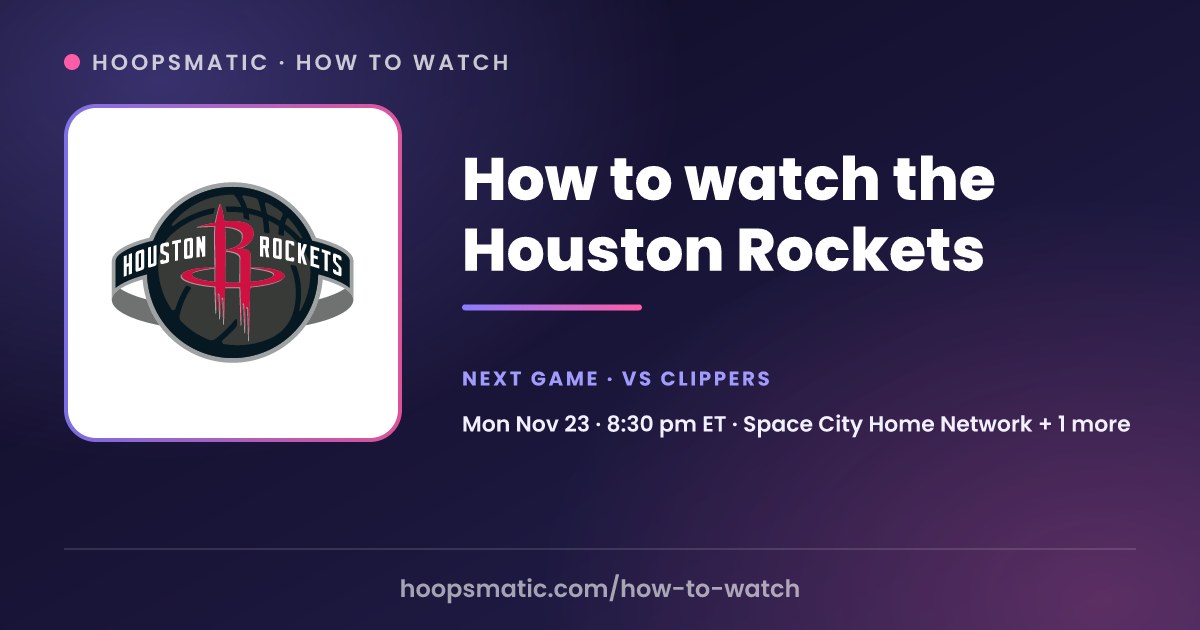 HOOPSMATIC · HOW TO WATCH
HOUSTON ROCKETS
How to watch the
Houston Rockets
NEXT GAME · VS CLIPPERS
Mon Nov 23 · 8:30 pm ET · Space City Home Network + 1 more
hoopsmatic.com/how-to-watch